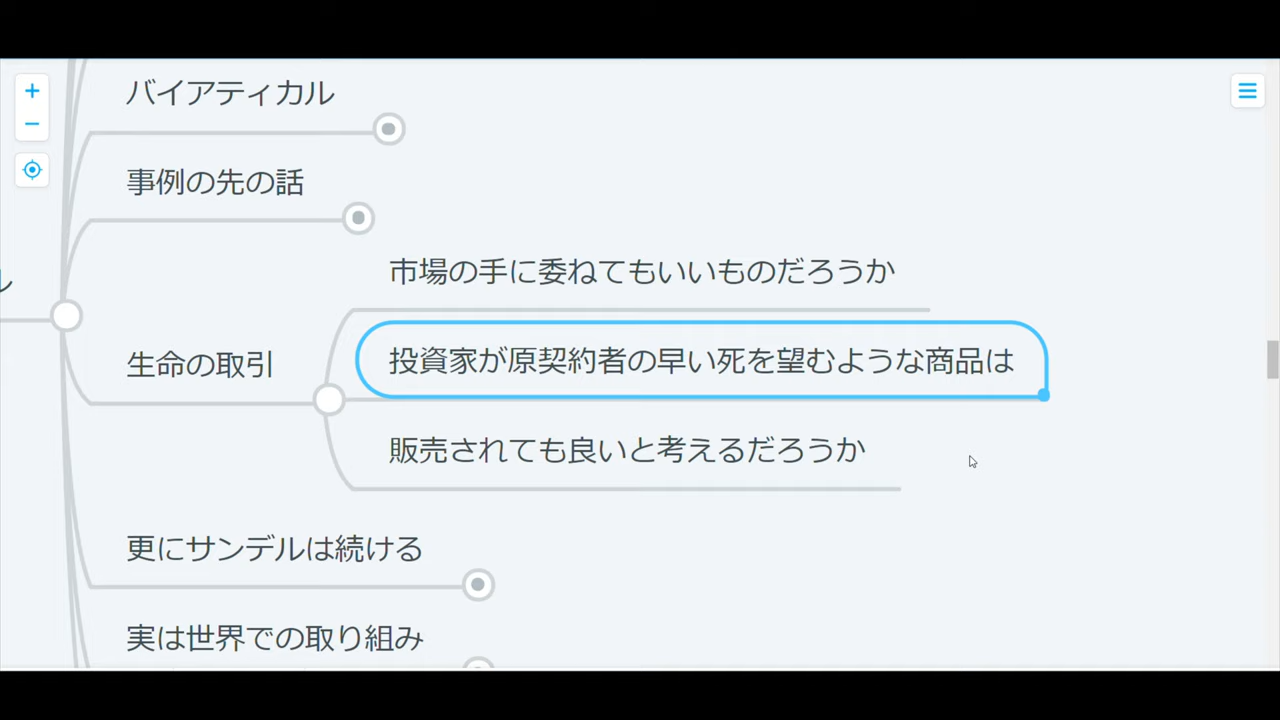 バイアティカル
事例の先の話
市場の手に委ねてもいいものだろうか
投資家が原契約者の早い死を望むような商品は
生命の取引
販売されても良いと考えるだろうか
更にサンデルは続ける
実は世界での取り組み